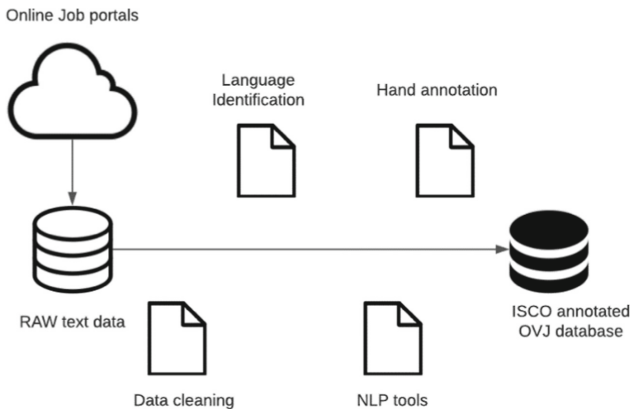 Online Job portals
Language
Identification
Hand annotation
RAW text data
ISCO annotated
OVJ database
Data cleaning
NLP tools